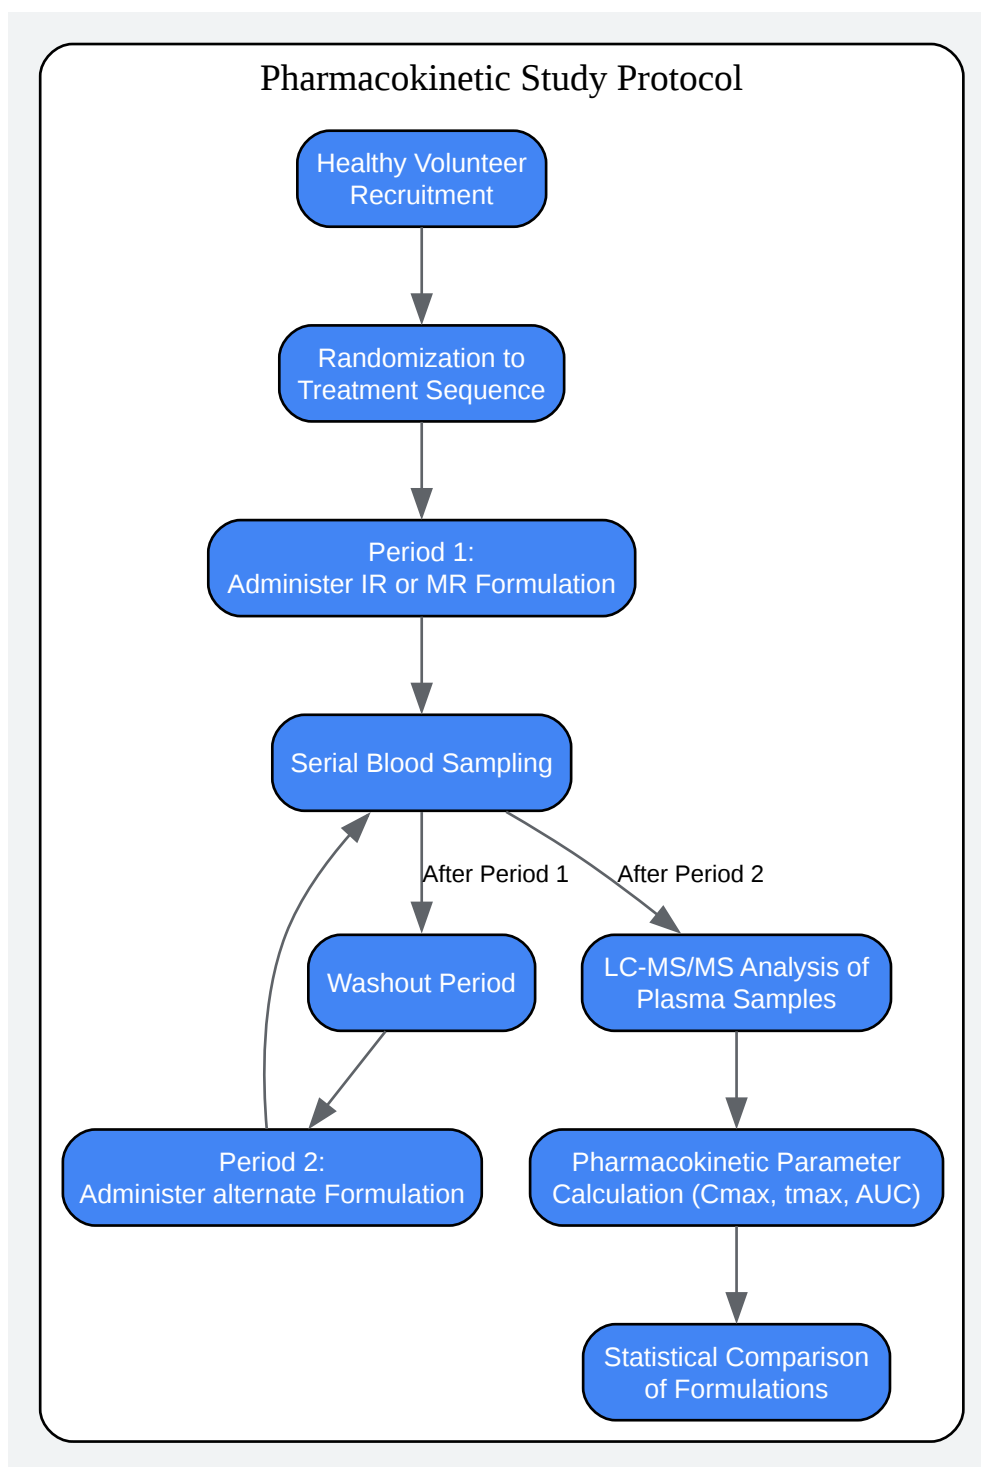 Pharmacokinetic Study Protocol
Healthy Volunteer
Recruitment
Randomization to
Treatment Sequence
Period 1:
Administer IR or MR Formulation
Serial Blood Sampling
After Period 1
After Period 2
Washout Period
LC-MS/MS Analysis of
Plasma Samples
Period 2:
Administer alternate Formulation
Pharmacokinetic Parameter
Calculation (Cmax, tmax, AUC)
Statistical Comparison
of Formulations